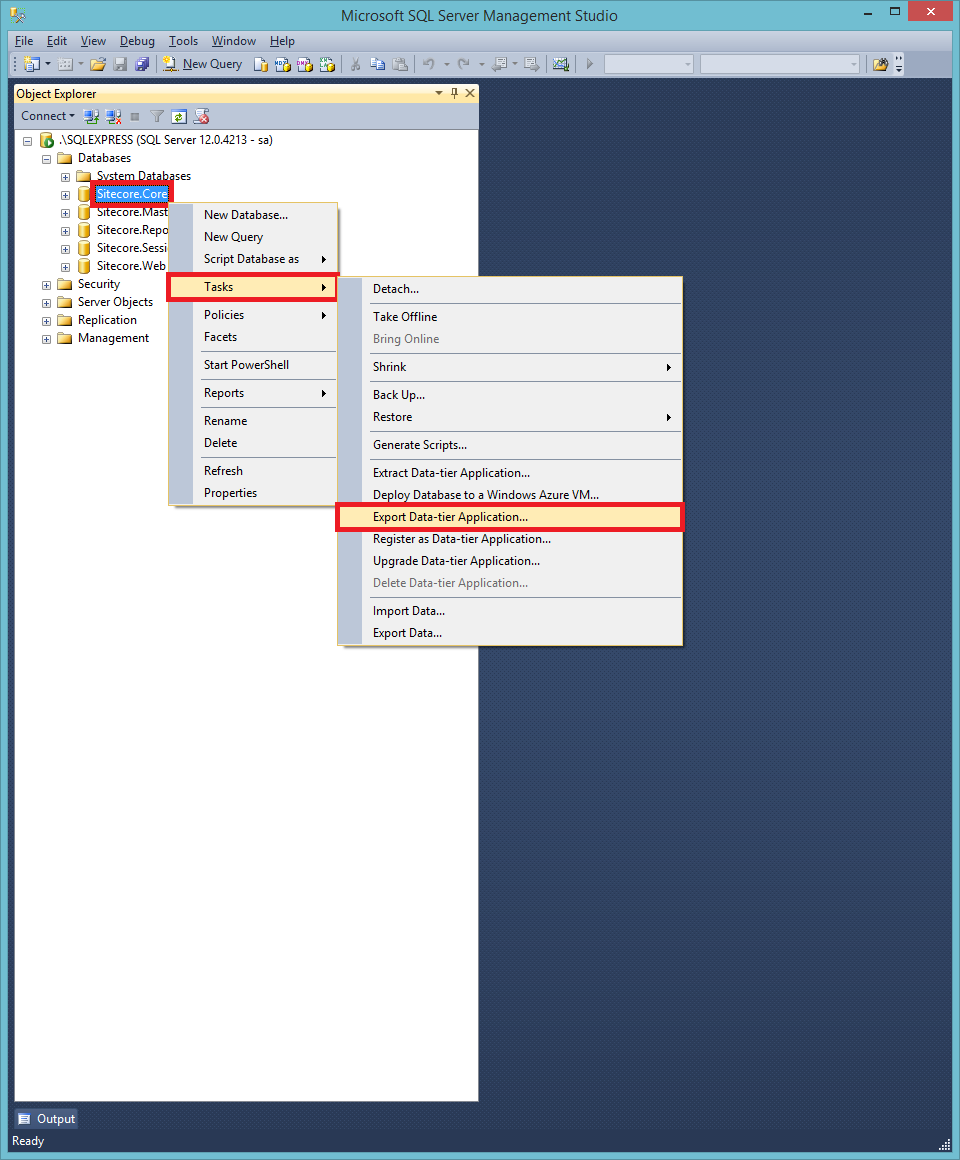 Microsoft SQL Server Management Studio
File Edit View Debug Tools Window Help
New Query
Object Explorer
Connect
.\SQLEXPRESS (SQL Server 12.0.4213 - sa)
Databases
System Databases
Sitecore.Core
Sitecore.Mast
Sitecore.Repo
Sitecore.Sessi
Sitecore.Web
Security
Server Objects
Replication
Management
New Database...
New Query
Script Database as
Tasks
Policies
Facets
Start PowerShell
Reports
Rename
Delete
Refresh
Properties
Detach...
Take Offline
Bring Online
Shrink
Back Up...
Restore
Generate Scripts...
Extract Data-tier Application...
Deploy Database to a Windows Azure VM...
Export Data-tier Application...
Register as Data-tier Application...
Upgrade Data-tier Application...
Delete Data-tier Application...
Import Data...
Export Data...
Output
Ready